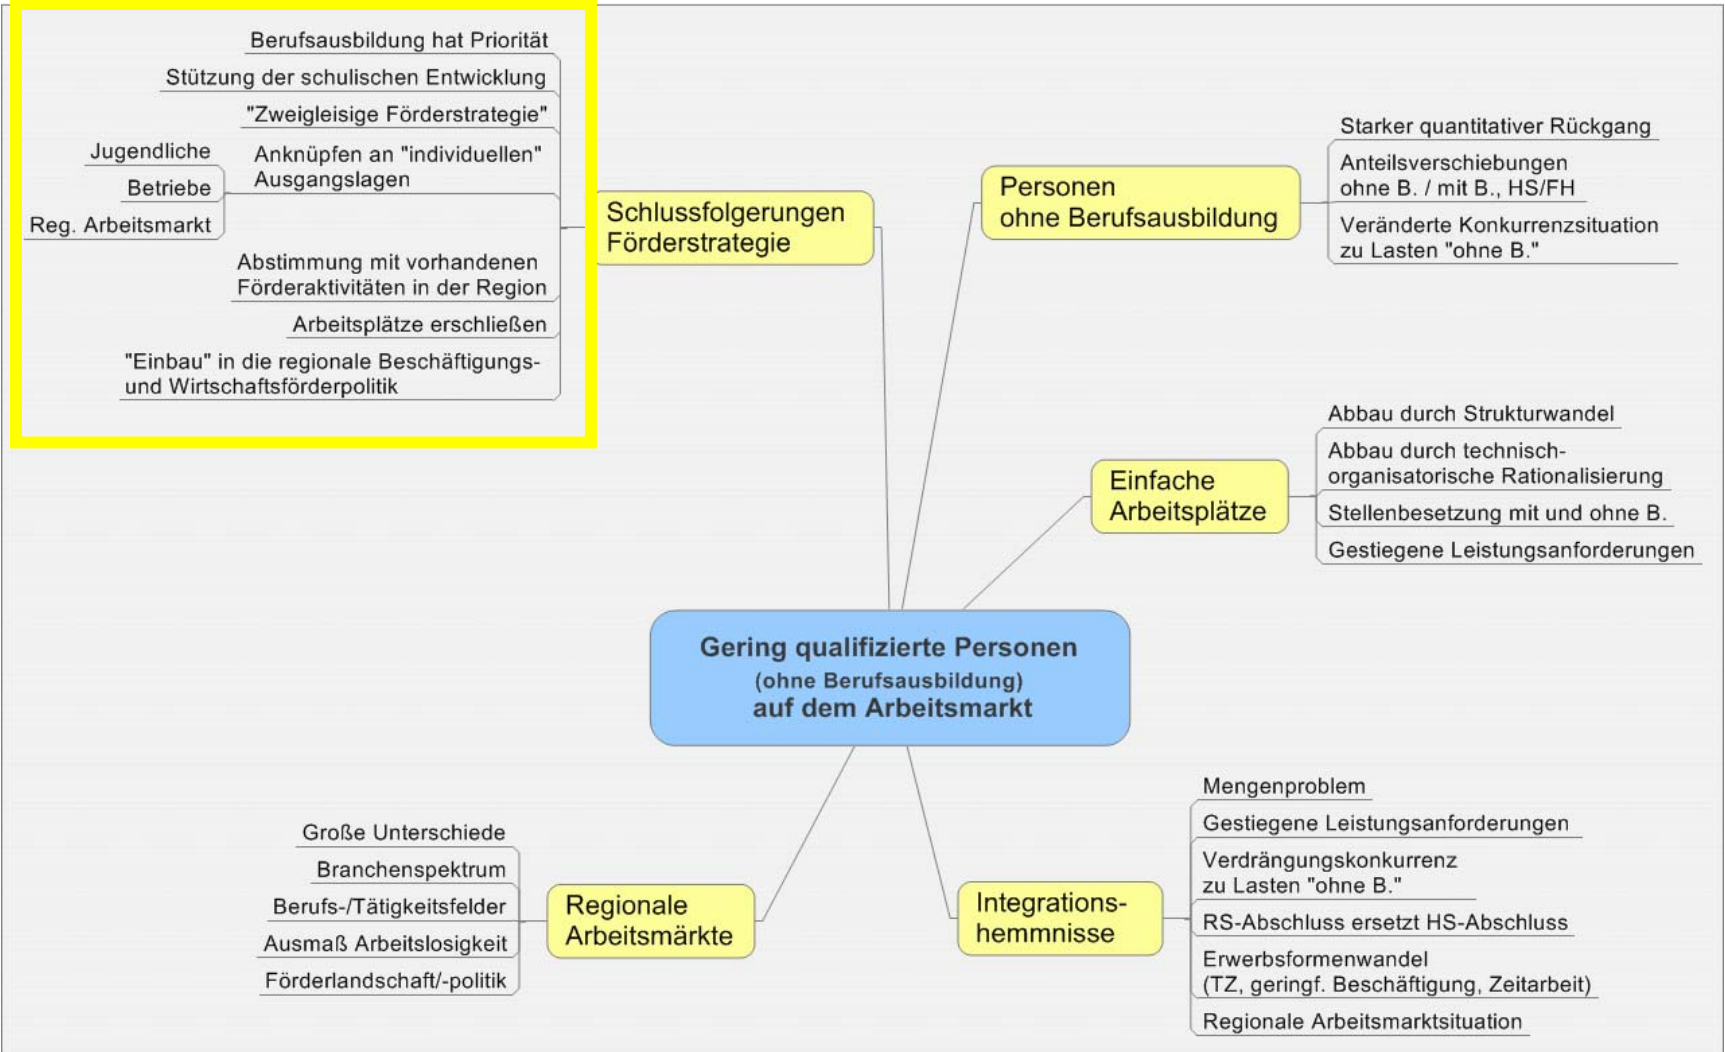 Berufsausbildung hat Priorität
Stützung der schulischen Entwicklung
"Zweigleisige Förderstrategie"
Jugendliche
Betriebe
Reg. Arbeitsmarkt
Anknüpfen an "individuellen"
Ausgangslagen
Abstimmung mit vorhandenen
Förderaktivitäten in der Region
Arbeitsplätze erschließen
"Einbau" in die regionale Beschäftigungs-
und Wirtschaftsförderpolitik
Schlussfolgerungen
Förderstrategie
Personen
ohne Berufsausbildung
Starker quantitativer Rückgang
Anteilsverschiebungen
ohne B. / mit B., HS/FH
Veränderte Konkurrenzsituation
zu Lasten "ohne B."
Einfache
Arbeitsplätze
Abbau durch Strukturwandel
Abbau durch technisch-
organisatorische Rationalisierung
Stellenbesetzung mit und ohne B.
Gestiegene Leistungsanforderungen
Gering qualifizierte Personen
(ohne Berufsausbildung)
auf dem Arbeitsmarkt
Große Unterschiede
Branchenspektrum
Berufs-/Tätigkeitsfelder
Ausmaß Arbeitslosigkeit
Förderlandschaft/-politik
Regionale
Arbeitsmärkte
Integrations-
hemmnisse
Mengenproblem
Gestiegene Leistungsanforderungen
Verdrängungskonkurrenz
zu Lasten "ohne B."
RS-Abschluss ersetzt HS-Abschluss
Erwerbsformenwandel
(TZ, geringf. Beschäftigung, Zeitarbeit)
Regionale Arbeitsmarktsituation